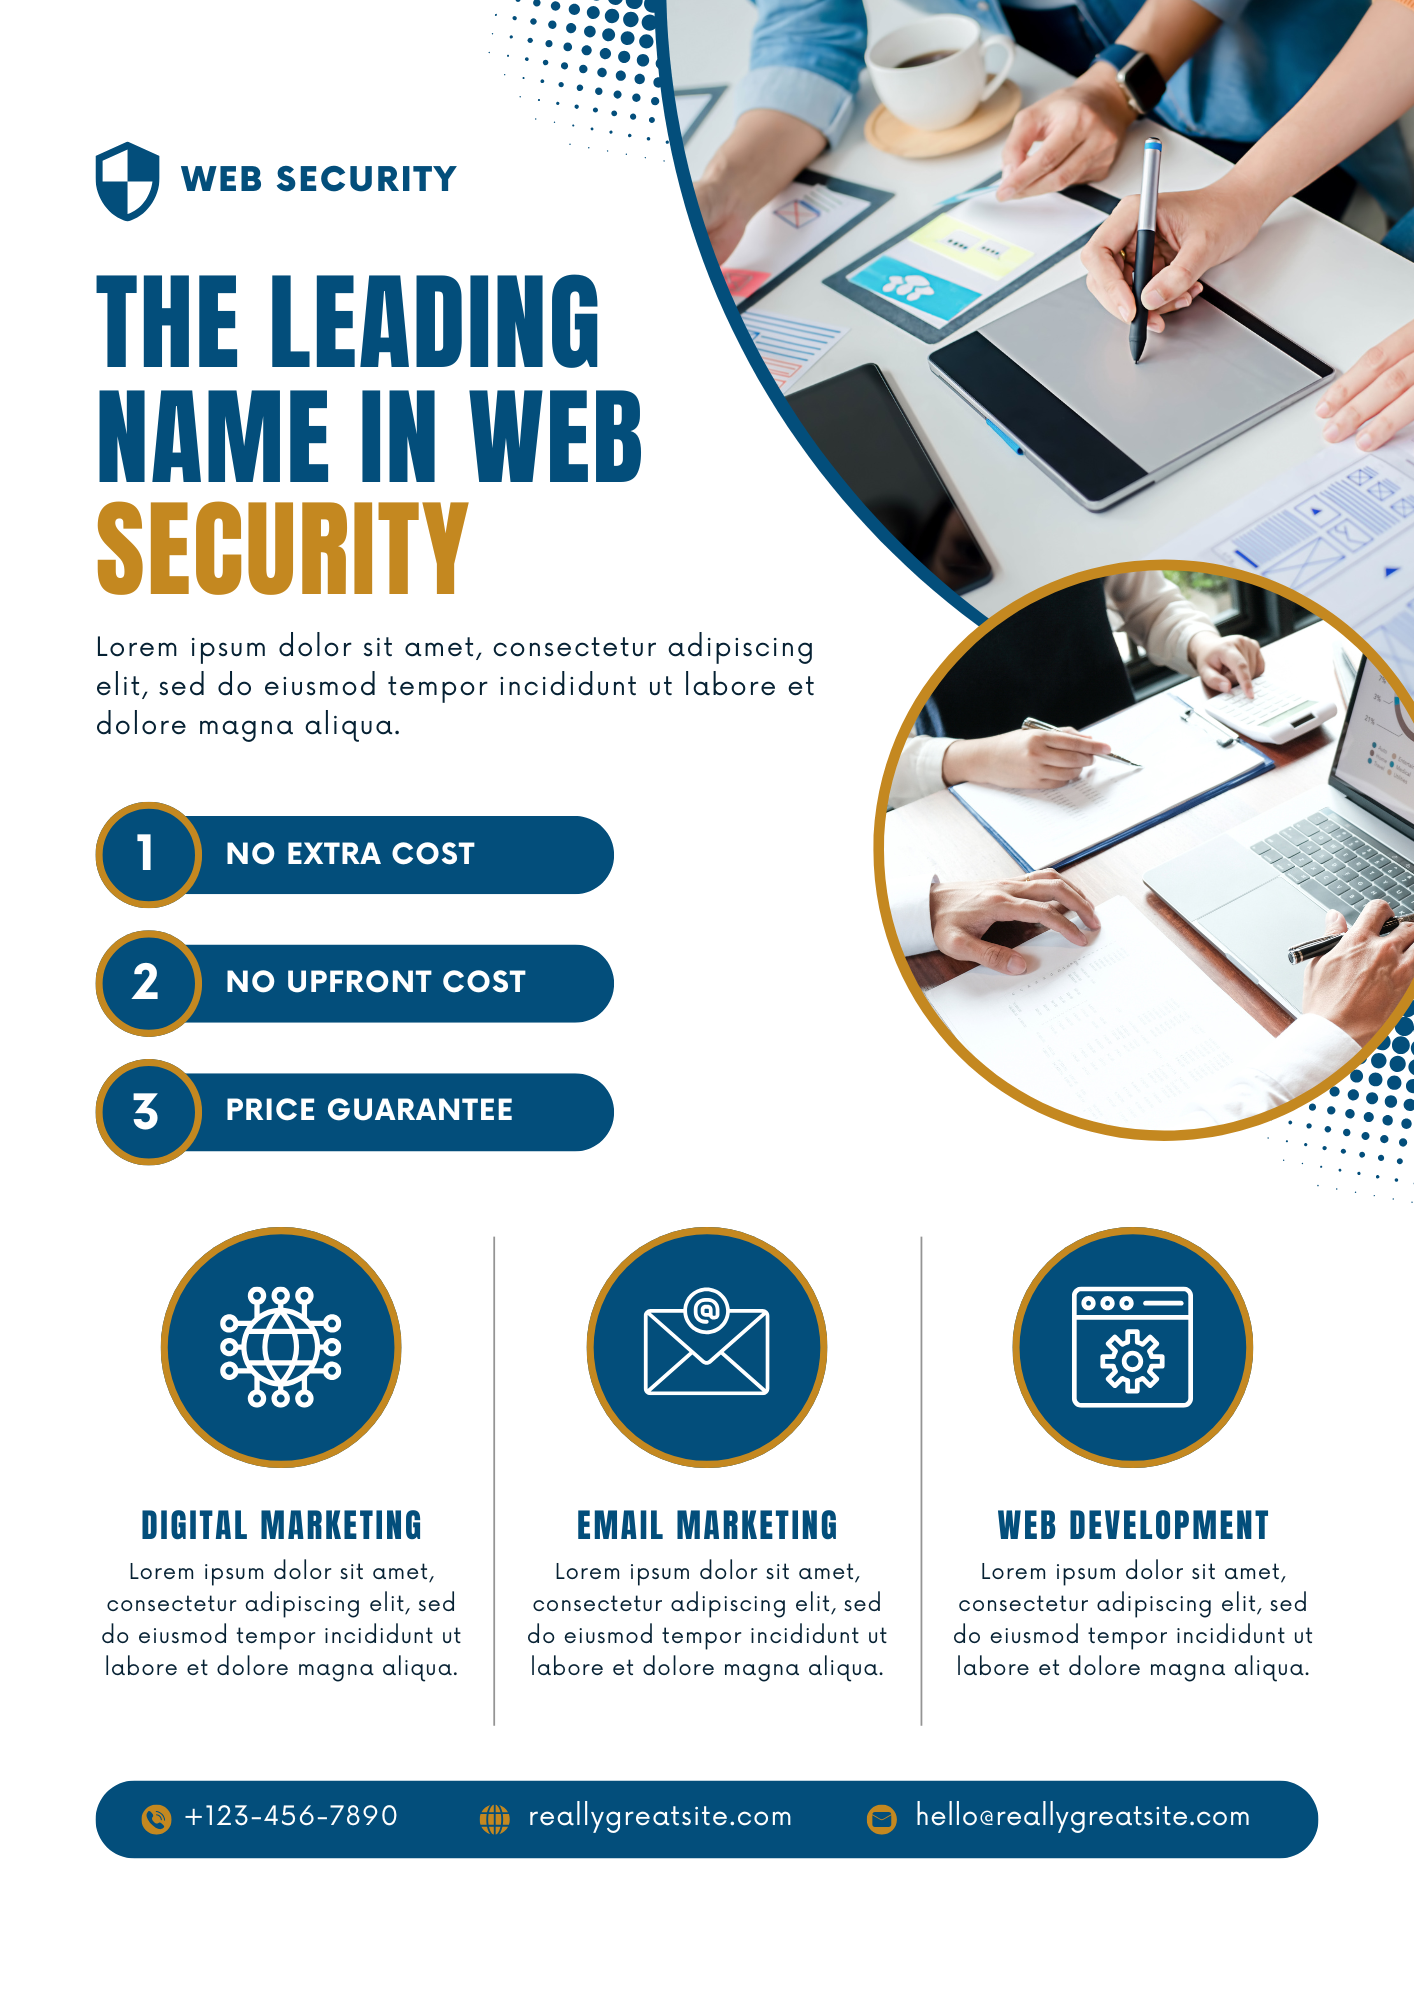 WEB SECURITY
THE LEADING
NAME IN WEB
SECURITY
Lorem ipsum dolor sit amet, consectetur adipiscing
elit, sed do eiusmod tempor incididunt ut labore et
dolore magna aliqua.
1 NO EXTRA COST
2 NO UPFRONT COST
3 PRICE GUARANTEE
DIGITAL MARKETING
Lorem ipsum dolor sit amet,
consectetur adipiscing elit, sed
do eiusmod tempor incididunt ut
labore et dolore magna aliqua.
EMAIL MARKETING
Lorem ipsum dolor sit amet,
consectetur adipiscing elit, sed
do eiusmod tempor incididunt ut
labore et dolore magna aliqua.
WEB DEVELOPMENT
Lorem ipsum dolor sit amet,
consectetur adipiscing elit, sed
do eiusmod tempor incididunt ut
labore et dolore magna aliqua.
+123-456-7890 reallygreatsite.com hello@reallygreatsite.com